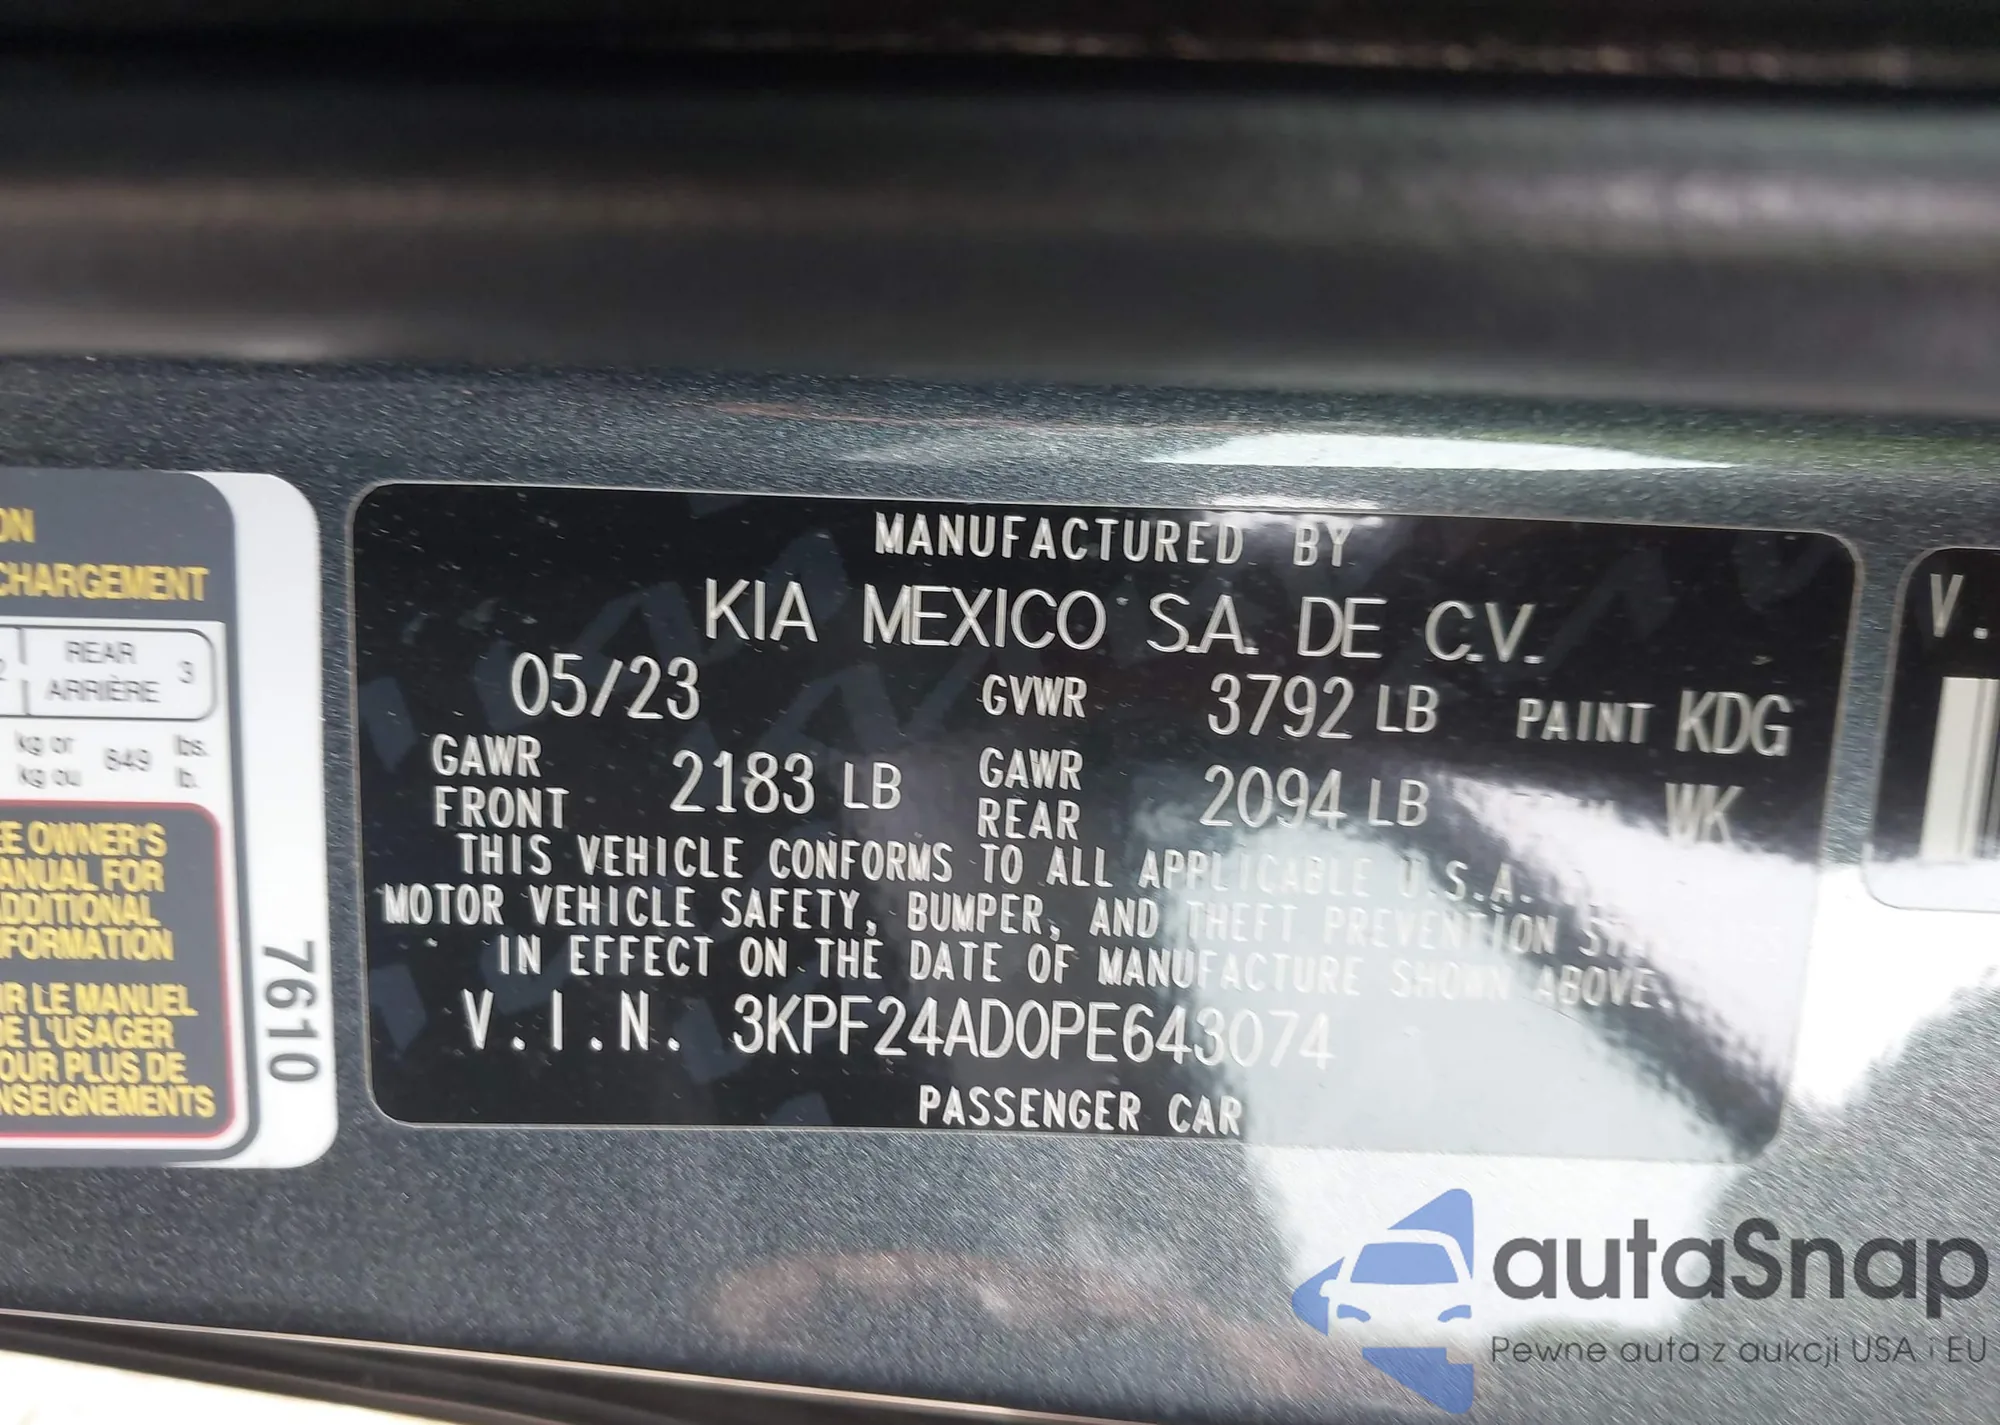 ON
CHARGEMENT
2 REAR 3
ARRIÈRE
kg or 849 lbs.
kg ou lb.
EE OWNER'S
ANUAL FOR
DDITIONAL
NFORMATION
IR LE MANUEL
DE L'USAGER
OUR PLUS DE
NSEIGNEMENTS
7610
MANUFACTURED BY
KIA MEXICO S.A. DE C.V.
05/23 GVWR 3792 LB PAINT KDG
GAWR FRONT 2183 LB GAWR REAR 2094 LB WK
THIS VEHICLE CONFORMS TO ALL APPLICABLE U.S.A.
MOTOR VEHICLE SAFETY, BUMPER, AND THEFT PREVENTION
IN EFFECT ON THE DATE OF MANUFACTURE SHOWN ABOVE.
V.I.N. 3KPF24AD0PE643074
PASSENGER CAR
V.
autaSnap
Pewne auta z aukcji USA i EU